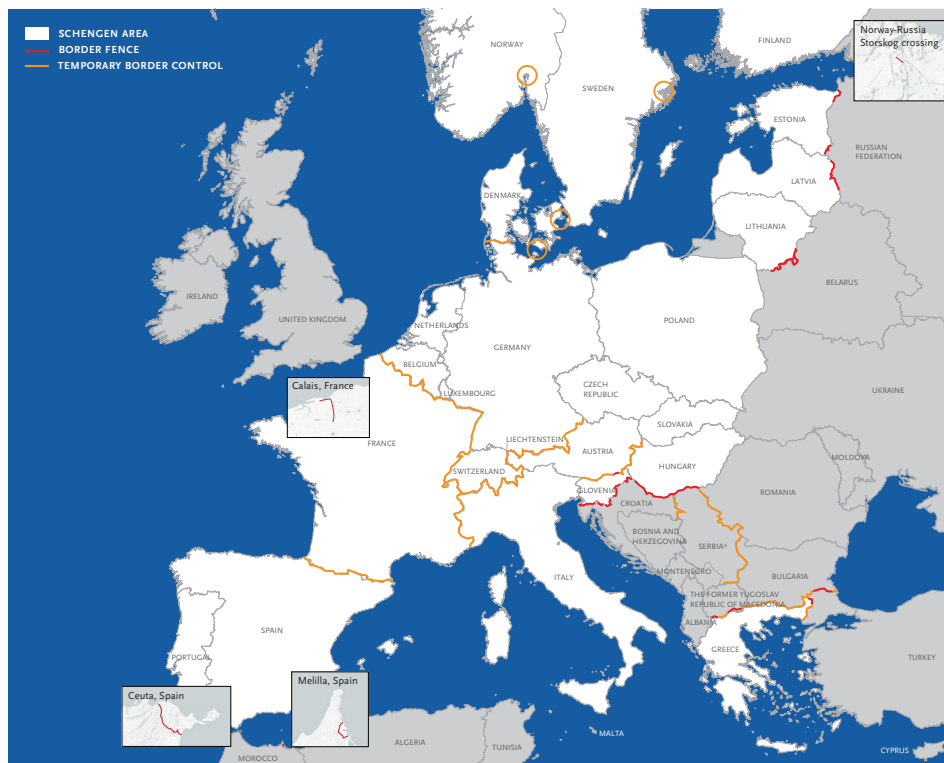 SCHENGEN AREA
BORDER FENCE
TEMPORARY BORDER CONTROL
NORWAY
FINLAND
Norway-Russia
Storskog crossing
SWEDEN
ESTONIA
RUSSIAN
FEDERATION
LATVIA
DENMARK
LITHUANIA
IRELAND
UNITED KINGDOM
BELARUS
NETHERLANDS
POLAND
GERMANY
BELGIUM
CZECH
REPUBLIC
UKRAINE
Calais, France
LUXEMBOURG
SLOVAKIA
FRANCE
LIECHTENSTEIN
AUSTRIA
MOLDOVA
SWITZERLAND
HUNGARY
SLOVENIA
CROATIA
ROMANIA
BOSNIA AND
HERZEGOVINA
SERBIA*
MONTENEGRO
BULGARIA
ITALY
THE FORMER YUGOSLAV
REPUBLIC OF MACEDONIA
ALBANIA
SPAIN
GREECE
PORTUGAL
TURKEY
Ceuta, Spain
Melilla, Spain
MALTA
ALGERIA
TUNISIA
CYPRUS
MOROCCO